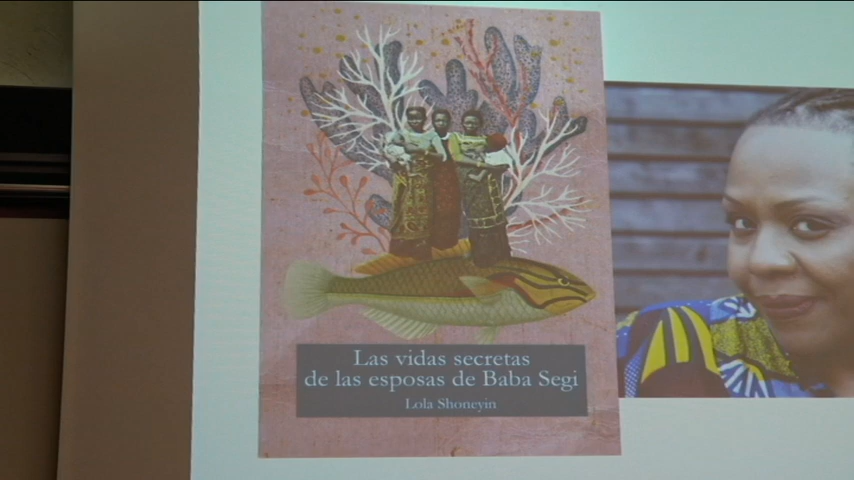 Las vidas secretas
de las esposas de Baba Segi
Lola Shoneyin